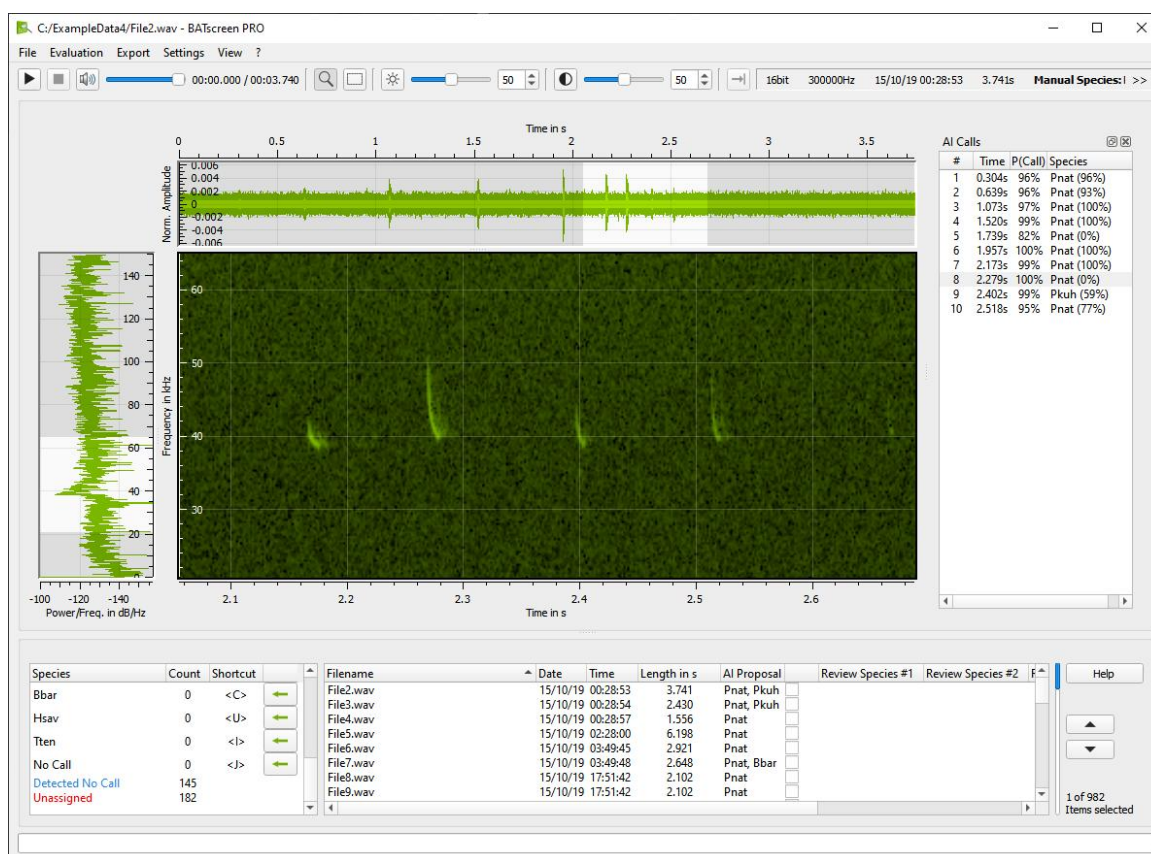 C:/ExampleData4/File2.wav - BATscreen PRO
File Evaluation Export Settings View ?
00:00.000 / 00:03.740 50 50 16bit 300000Hz 15/10/19 00:28:53 3.741s Manual Species: >>
Time in s
0 0.5 1 1.5 2 2.5 3 3.5
Norm. Amplitude
0.006
0.004
0.002
0
-0.002
-0.004
-0.006
AI Calls
# Time P(Call) Species
1 0.304s 96% Pnat (96%)
2 0.639s 96% Pnat (93%)
3 1.073s 97% Pnat (100%)
4 1.520s 99% Pnat (100%)
5 1.739s 82% Pnat (0%)
6 1.957s 100% Pnat (100%)
7 2.173s 99% Pnat (100%)
8 2.279s 100% Pnat (0%)
9 2.402s 99% Pkuh (59%)
10 2.518s 95% Pnat (77%)
140
120
100
80
60
40
20
0
-100 -120 -140
Power/Freq. in dB/Hz
Frequency in kHz
60
50
40
30
2.1 2.2 2.3 2.4 2.5 2.6
Time in s
Species Count Shortcut
Bbar 0 <C>
Hsav 0 <U>
Tten 0 <I>
No Call 0 <J>
Detected No Call 145
Unassigned 182
Filename Date Time Length in s AI Proposal Review Species #1 Review Species #2
File2.wav 15/10/19 00:28:53 3.741 Pnat, Pkuh
File3.wav 15/10/19 00:28:54 2.430 Pnat, Pkuh
File4.wav 15/10/19 00:28:57 1.556 Pnat
File5.wav 15/10/19 02:28:00 6.198 Pnat
File6.wav 15/10/19 03:49:45 2.921 Pnat
File7.wav 15/10/19 03:49:48 2.648 Pnat, Bbar
File8.wav 15/10/19 17:51:42 2.102 Pnat
File9.wav 15/10/19 17:51:42 2.102 Pnat
Help
1 of 982
Items selected